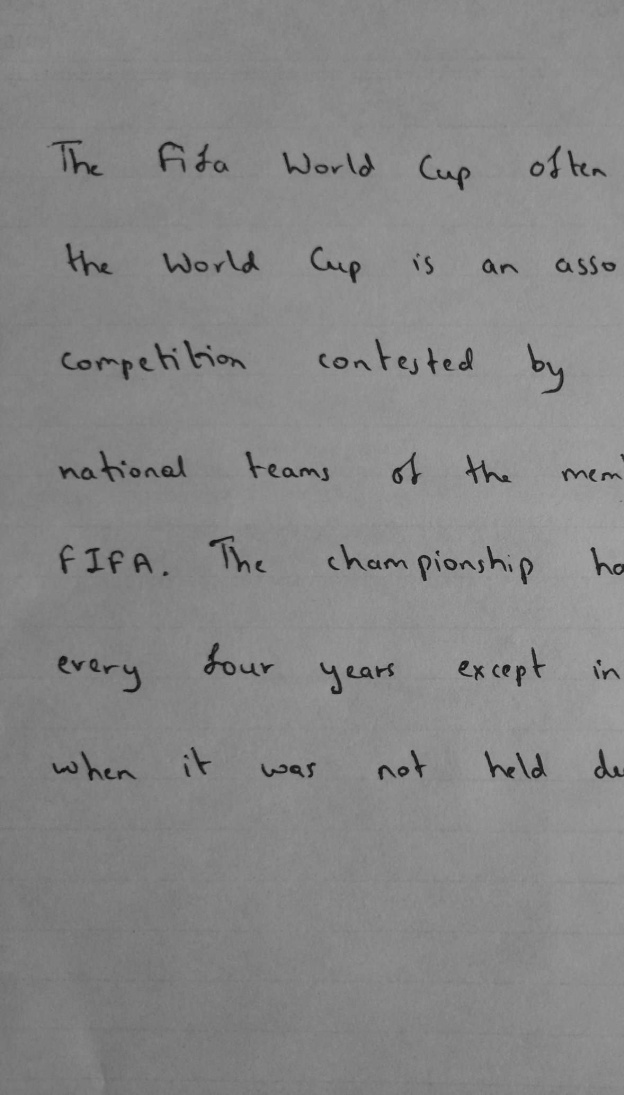 The Fifa World Cup often
the World Cup is an asso
competition contested by
national teams of the mem
FIFA. The championship ha
every four years except in
when it was not held du